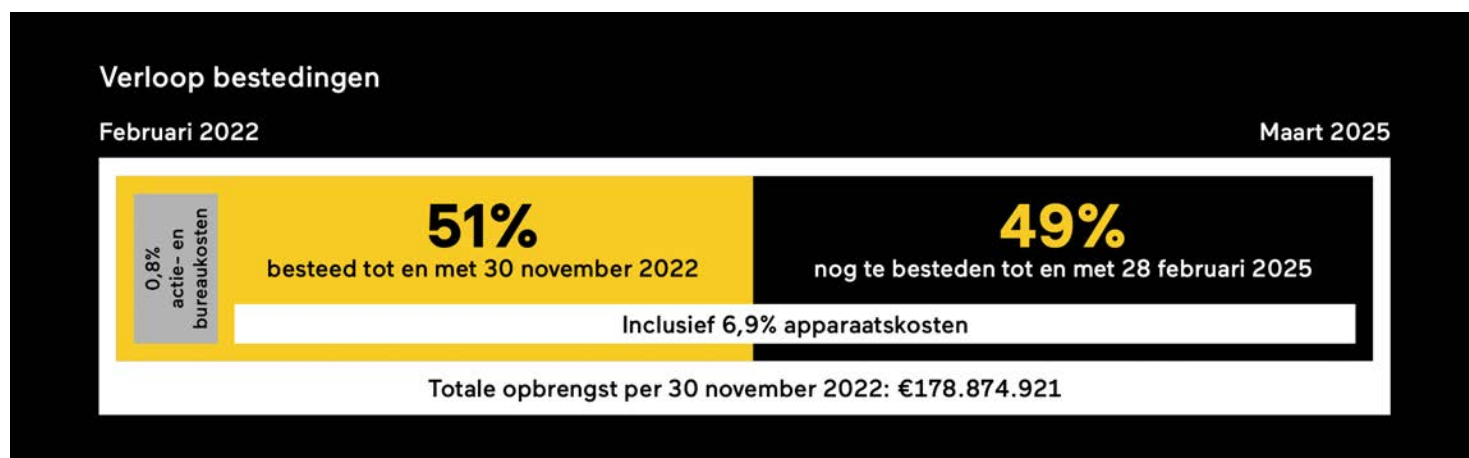 Verloop bestedingen
Februari 2022
Maart 2025
0,8%
actie- en
bureaukosten
51%
besteed tot en met 30 november 2022
49%
nog te besteden tot en met 28 februari 2025
Inclusief 6,9% apparaatskosten
Totale opbrengst per 30 november 2022: €178.874.921